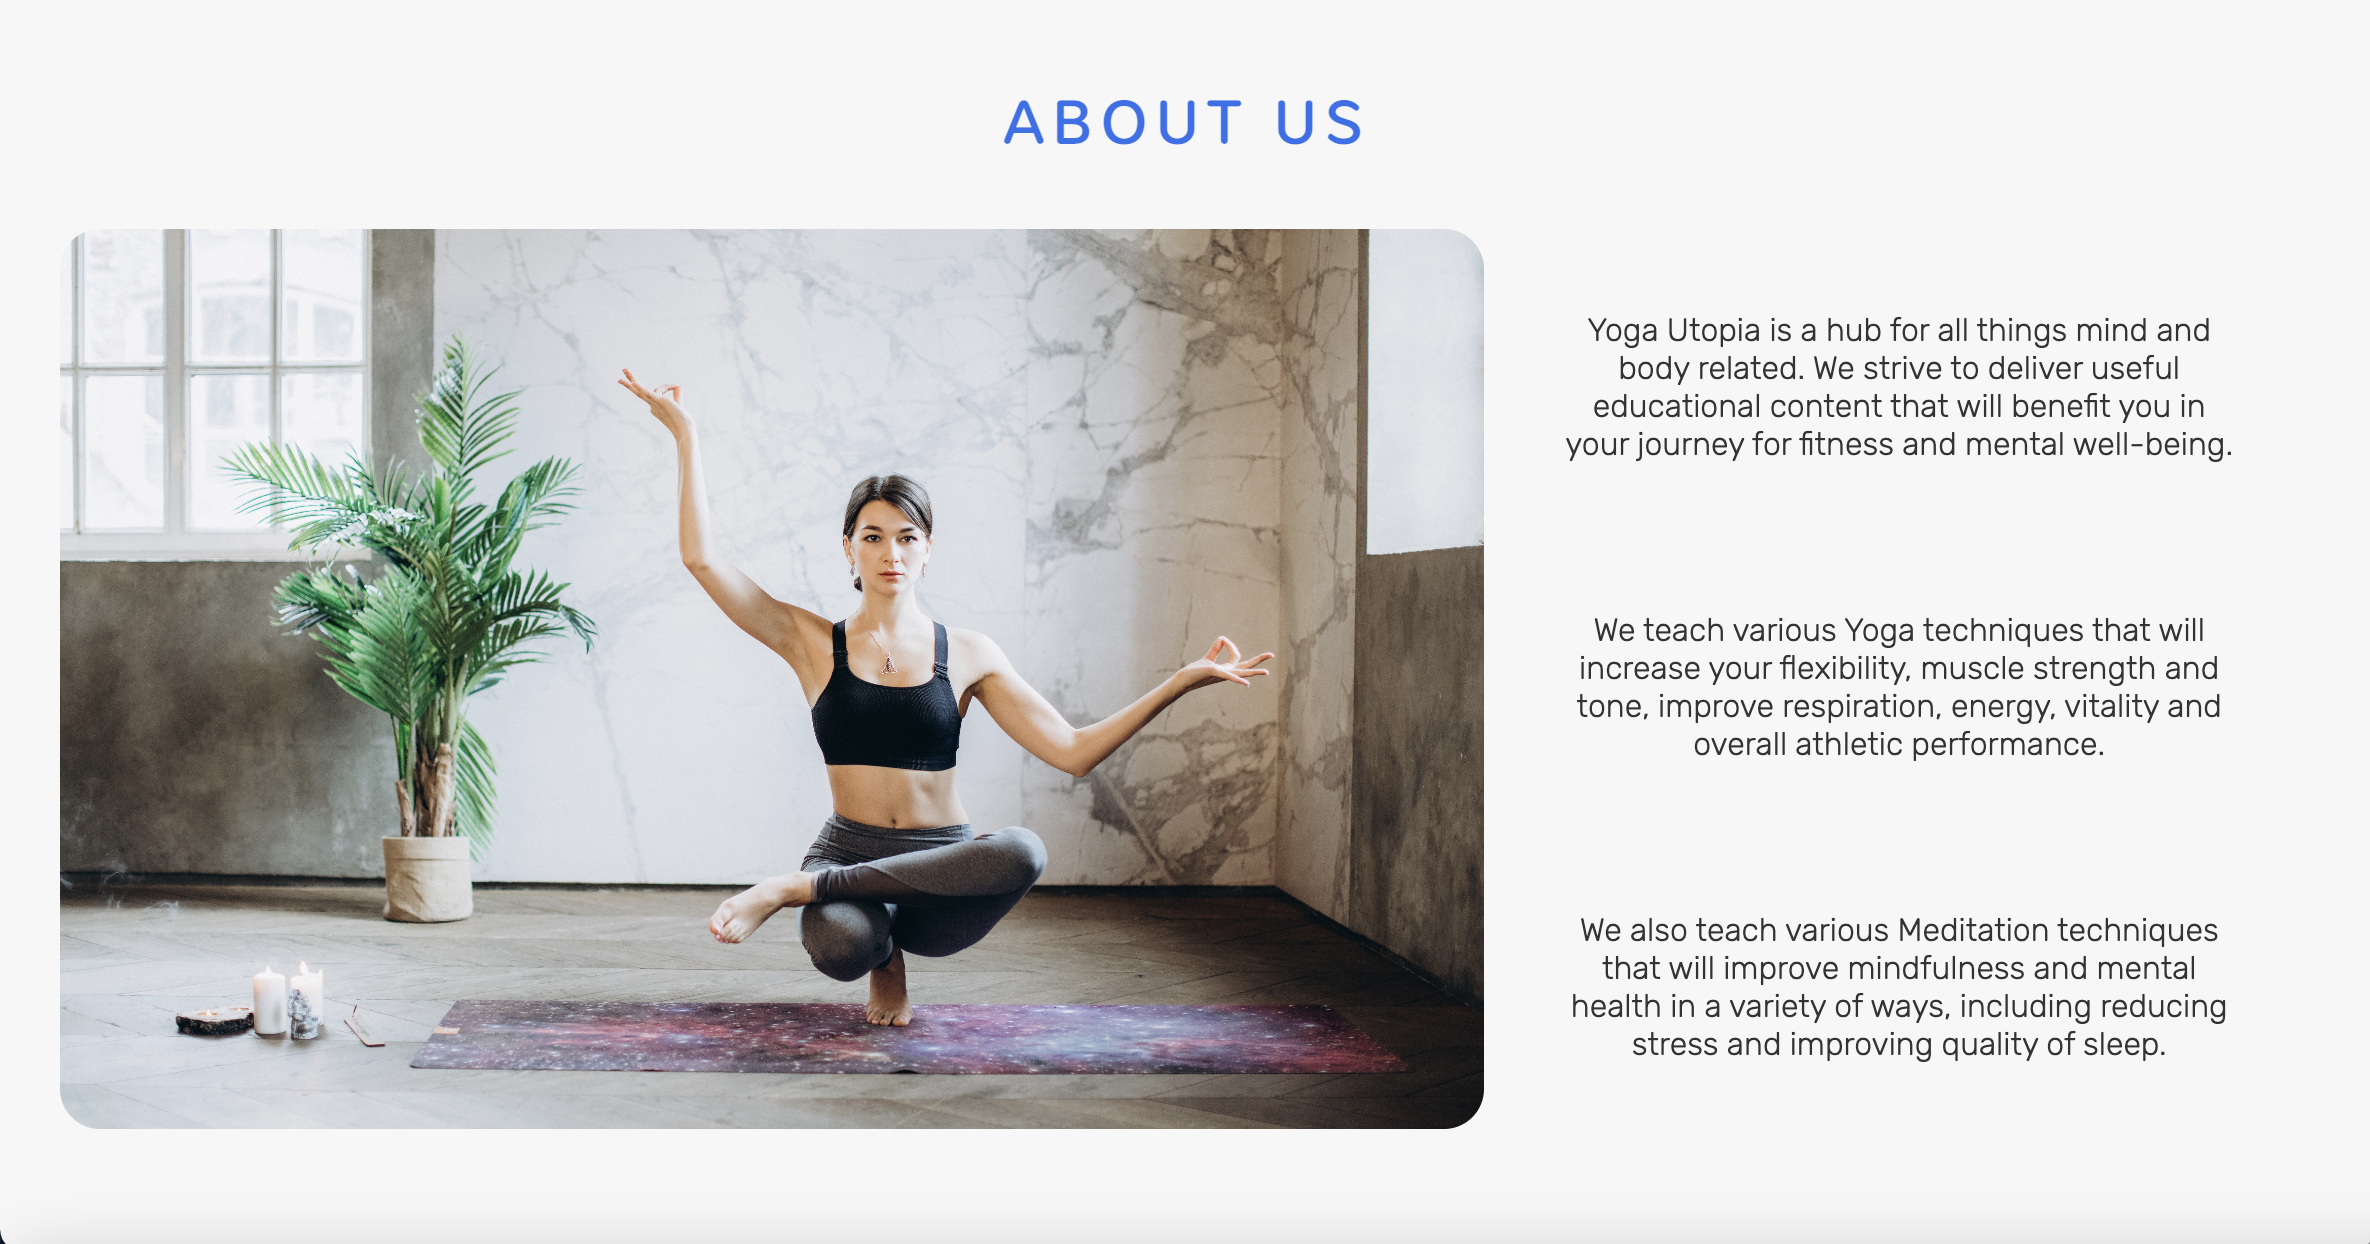 ABOUT US
Yoga Utopia is a hub for all things mind and
body related. We strive to deliver useful
educational content that will benefit you in
your journey for fitness and mental well-being.
We teach various Yoga techniques that will
increase your flexibility, muscle strength and
tone, improve respiration, energy, vitality and
overall athletic performance.
We also teach various Meditation techniques
that will improve mindfulness and mental
health in a variety of ways, including reducing
stress and improving quality of sleep.